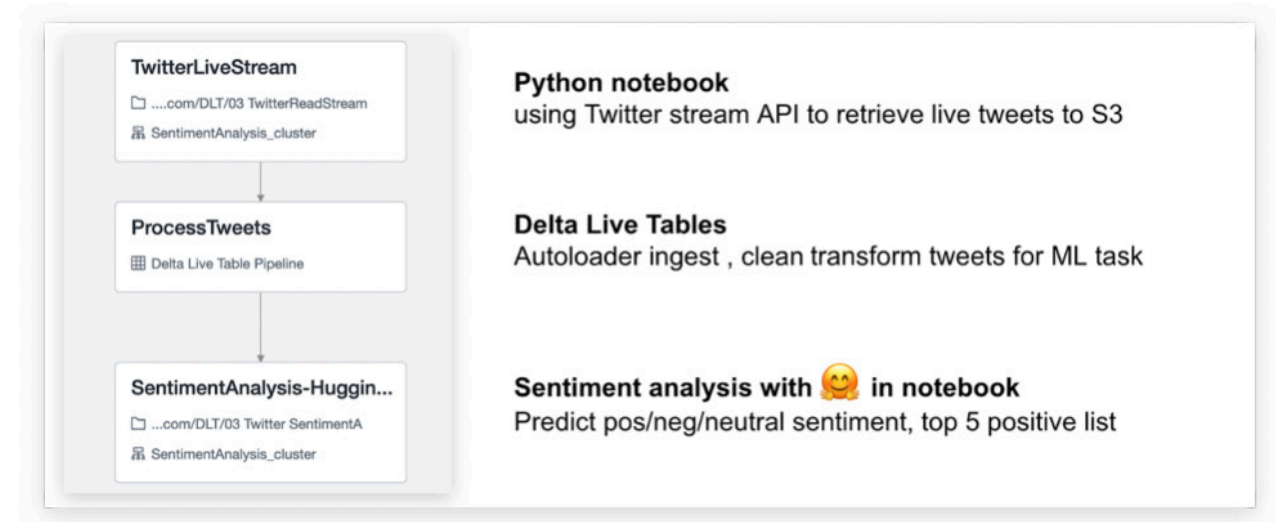 TwitterLiveStream
....com/DLT/03 TwitterReadStream
SentimentAnalysis_cluster
Python notebook
using Twitter stream API to retrieve live tweets to S3
ProcessTweets
Delta Live Table Pipeline
Delta Live Tables
Autoloader ingest , clean transform tweets for ML task
SentimentAnalysis-Huggin...
...com/DLT/03 Twitter SentimentA
SentimentAnalysis_cluster
Sentiment analysis with 🤗 in notebook
Predict pos/neg/neutral sentiment, top 5 positive list